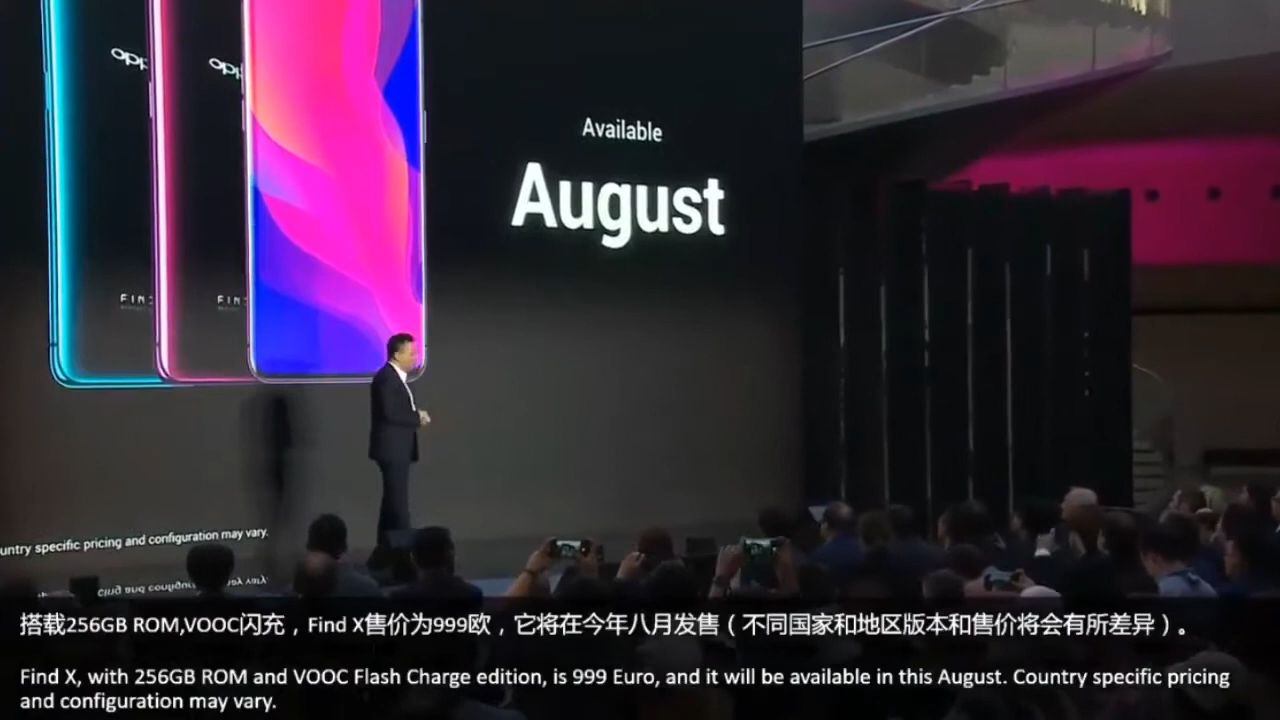 oppo
opp
Available
August
FIND
FIND
untry specific pricing and configuration may vary.
搭载256GB ROM,VOOC闪充，Find X售价为999欧，它将在今年八月发售（不同国家和地区版本和售价将会有所差异）。
Find X, with 256GB ROM and VOOC Flash Charge edition, is 999 Euro, and it will be available in this August. Country specific pricing
and configuration may vary.